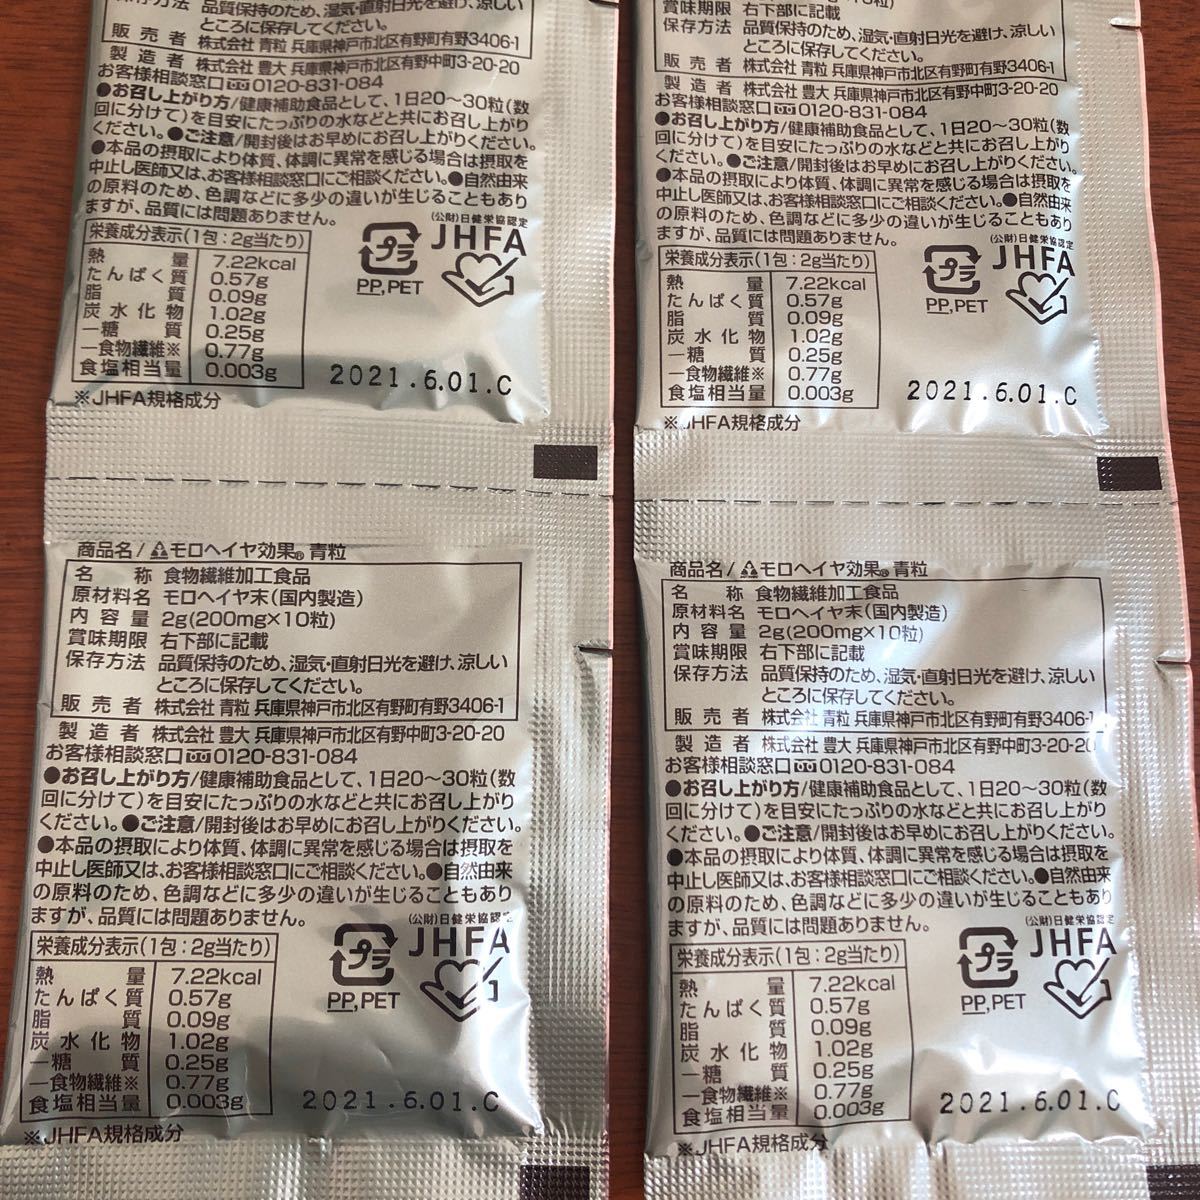 保存方法 品質保持のため、湿気・直射日光を避け、涼しい
ところに保存してください。
販売者 株式会社 青粒 兵庫県神戸市北区有野町有野3406-1
製造者 株式会社 豊大 兵庫県神戸市北区有野中町3-20-20
お客様相談窓口 0120-831-084
●お召し上がり方/健康補助食品として、1日20〜30粒(数
回に分けて)を目安にたっぷりの水などと共にお召し上がり
ください。●ご注意/開封後はお早めにお召し上がりください。
●本品の摂取により体質、体調に異常を感じる場合は摂取を
中止し医師又は、お客様相談窓口にご相談ください。●自然由来
の原料のため、色調などに多少の違いが生じることもあり
ますが、品質には問題ありません。
栄養成分表示(1包:2g当たり)
熱量 7.22kcal
たんぱく質 0.57g
脂質 0.09g
炭水化物 1.02g
―糖質 0.25g
―食物繊維※ 0.77g
食塩相当量 0.003g
※JHFA規格成分
プラ
PP,PET
(公財)日健栄協認定
JHFA
2021.6.01.C
賞味期限 右下部に記載
保存方法 品質保持のため、湿気・直射日光を避け、涼しい
ところに保存してください。
販売者 株式会社 青粒 兵庫県神戸市北区有野町有野3406-1
製造者 株式会社 豊大 兵庫県神戸市北区有野中町3-20-20
お客様相談窓口 0120-831-084
●お召し上がり方/健康補助食品として、1日20〜30粒(数
回に分けて)を目安にたっぷりの水などと共にお召し上がり
ください。●ご注意/開封後はお早めにお召し上がりください。
●本品の摂取により体質、体調に異常を感じる場合は摂取を
中止し医師又は、お客様相談窓口にご相談ください。●自然由来
の原料のため、色調などに多少の違いが生じることもあり
ますが、品質には問題ありません。
栄養成分表示(1包:2g当たり)
熱量 7.22kcal
たんぱく質 0.57g
脂質 0.09g
炭水化物 1.02g
―糖質 0.25g
―食物繊維※ 0.77g
食塩相当量 0.003g
※JHFA規格成分
プラ
PP,PET
(公財)日健栄協認定
JHFA
2021.6.01.C
商品名/モロヘイヤ効果® 青粒
名称 食物繊維加工食品
原材料名 モロヘイヤ末(国内製造)
内容量 2g(200mg×10粒)
賞味期限 右下部に記載
保存方法 品質保持のため、湿気・直射日光を避け、涼しい
ところに保存してください。
販売者 株式会社 青粒 兵庫県神戸市北区有野町有野3406-1
製造者 株式会社 豊大 兵庫県神戸市北区有野中町3-20-20
お客様相談窓口 0120-831-084
●お召し上がり方/健康補助食品として、1日20〜30粒(数
回に分けて)を目安にたっぷりの水などと共にお召し上がり
ください。●ご注意/開封後はお早めにお召し上がりください。
●本品の摂取により体質、体調に異常を感じる場合は摂取を
中止し医師又は、お客様相談窓口にご相談ください。●自然由来
の原料のため、色調などに多少の違いが生じることもあり
ますが、品質には問題ありません。
栄養成分表示(1包:2g当たり)
熱量 7.22kcal
たんぱく質 0.57g
脂質 0.09g
炭水化物 1.02g
―糖質 0.25g
―食物繊維※ 0.77g
食塩相当量 0.003g
※JHFA規格成分
プラ
PP,PET
(公財)日健栄協認定
JHFA
2021.6.01.C
商品名/モロヘイヤ効果® 青粒
名称 食物繊維加工食品
原材料名 モロヘイヤ末(国内製造)
内容量 2g(200mg×10粒)
賞味期限 右下部に記載
保存方法 品質保持のため、湿気・直射日光を避け、涼しい
ところに保存してください。
販売者 株式会社 青粒 兵庫県神戸市北区有野町有野3406-1
製造者 株式会社 豊大 兵庫県神戸市北区有野中町3-20-20
お客様相談窓口 0120-831-084
●お召し上がり方/健康補助食品として、1日20〜30粒(数
回に分けて)を目安にたっぷりの水などと共にお召し上がり
ください。●ご注意/開封後はお早めにお召し上がりください。
●本品の摂取により体質、体調に異常を感じる場合は摂取を
中止し医師又は、お客様相談窓口にご相談ください。●自然由来
の原料のため、色調などに多少の違いが生じることもあり
ますが、品質には問題ありません。
栄養成分表示(1包:2g当たり)
熱量 7.22kcal
たんぱく質 0.57g
脂質 0.09g
炭水化物 1.02g
―糖質 0.25g
―食物繊維※ 0.77g
食塩相当量 0.003g
※JHFA規格成分
プラ
PP,PET
(公財)日健栄協認定
JHFA
2021.6.01.C